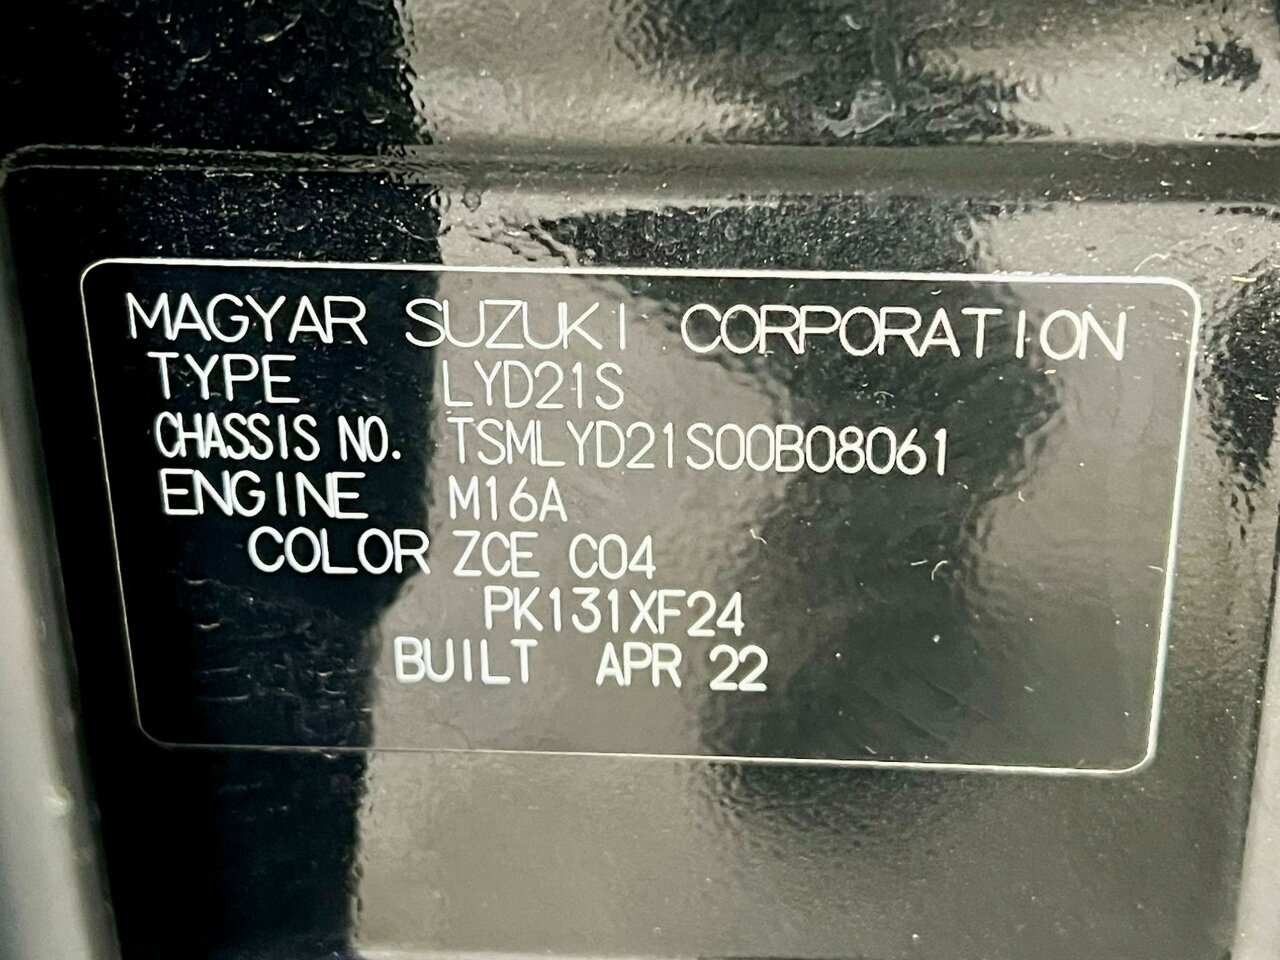 MAGYAR SUZUKI CORPORATION
TYPE LYD21S
CHASSIS NO. TSMLYD21S00B08061
ENGINE M16A
COLOR ZCE C04
PK131XF24
BUILT APR 22